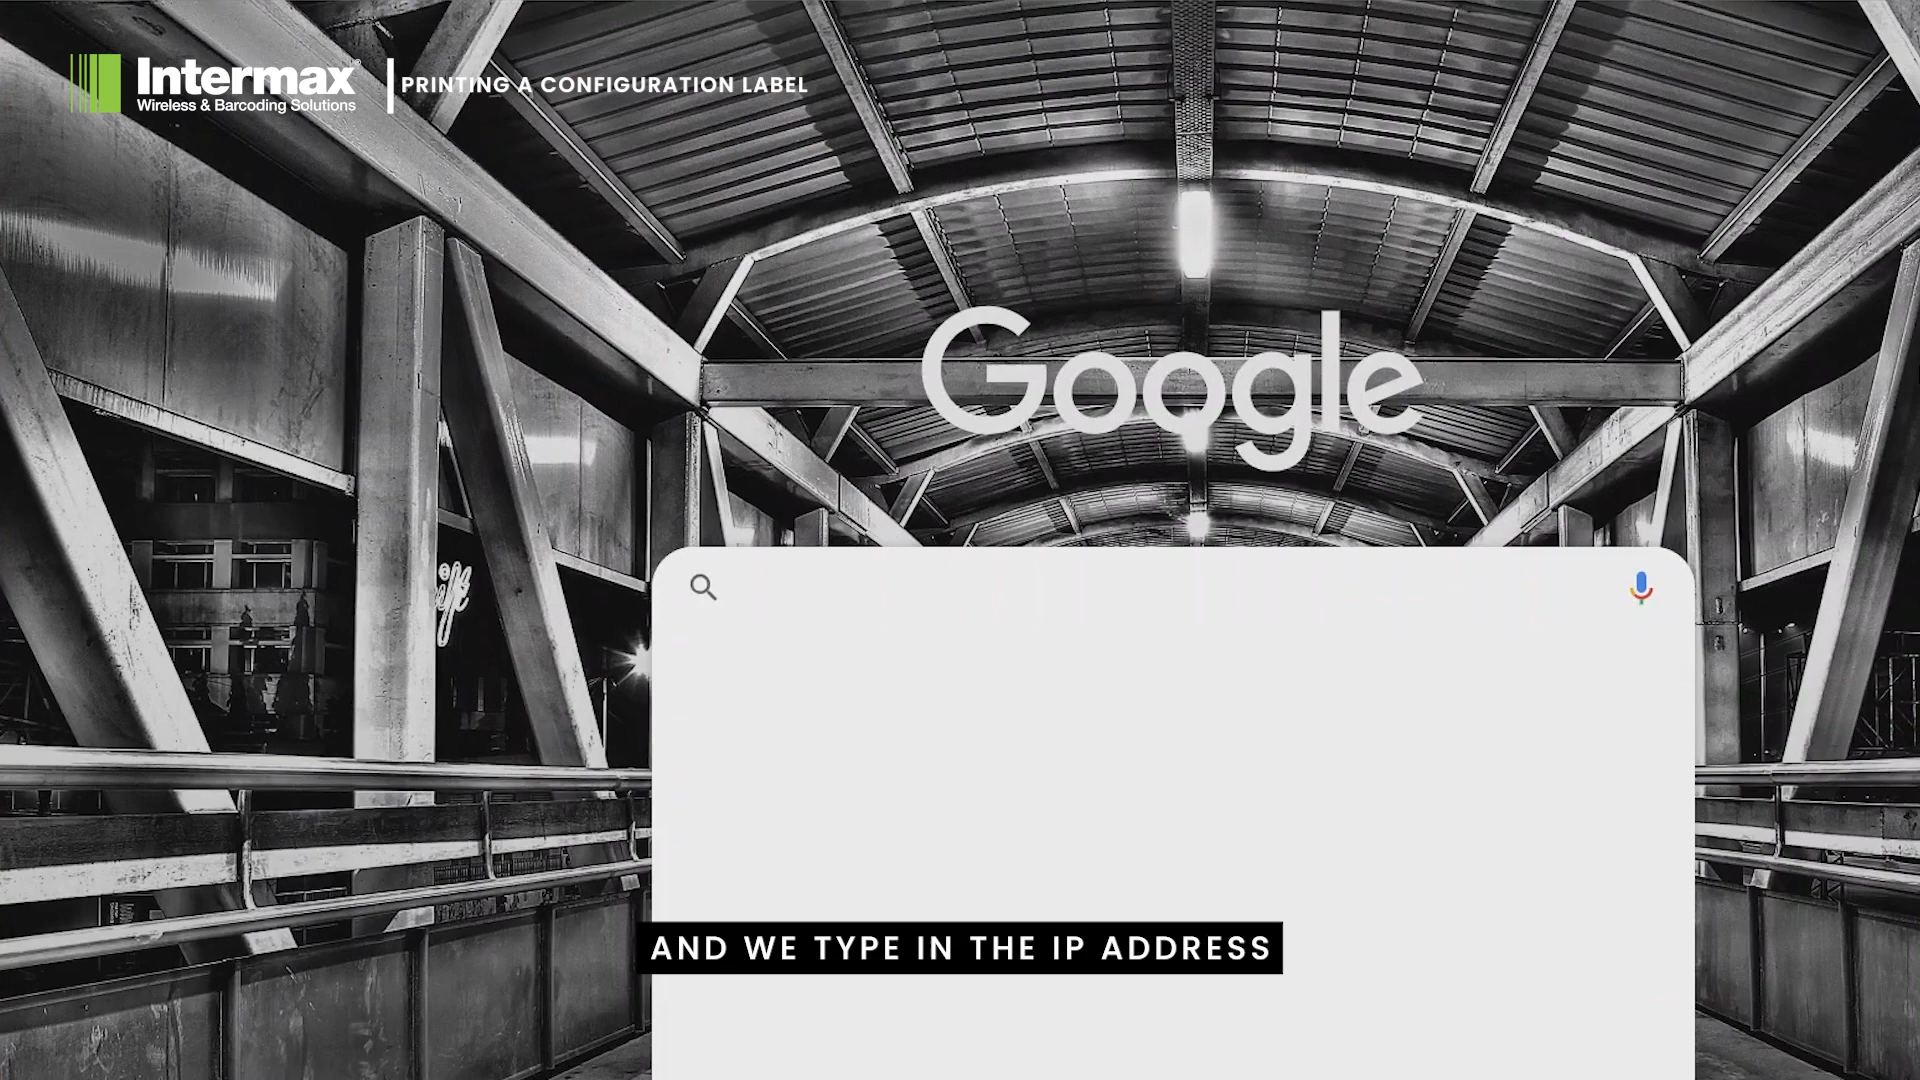 Intermax®
Wireless & Barcoding Solutions
PRINTING A CONFIGURATION LABEL
Google
AND WE TYPE IN THE IP ADDRESS